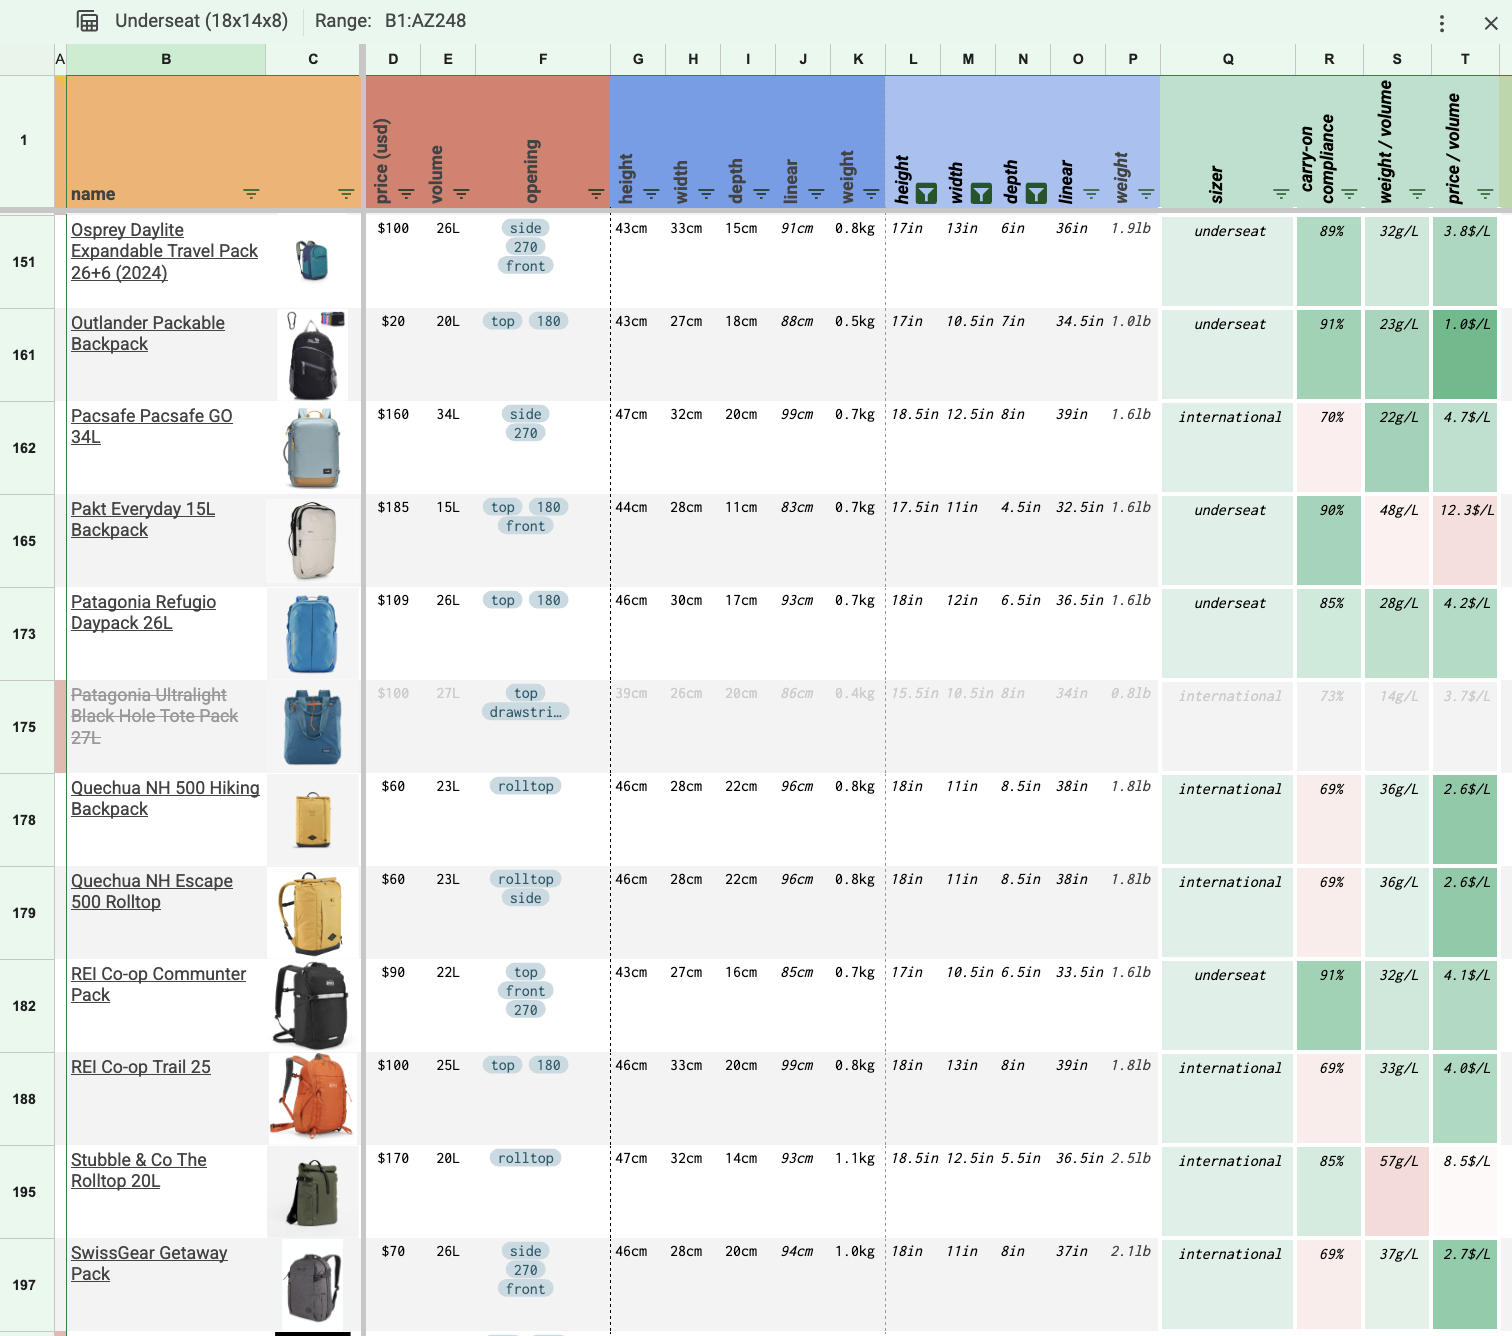 Underseat (18x14x8) Range: B1:AZ248
A B C D E F G H I J K L M N O P Q R S T
1 name price (usd) volume opening height width depth linear weight height width depth linear weight sizer carry-on compliance weight / volume price / volume
151 Osprey Daylite Expandable Travel Pack 26+6 (2024) $100 26L side 270 front 43cm 33cm 15cm 91cm 0.8kg 17in 13in 6in 36in 1.9lb underseat 89% 32g/L 3.8$/L
161 Outlander Packable Backpack $20 20L top 180 43cm 27cm 18cm 88cm 0.5kg 17in 10.5in 7in 34.5in 1.0lb underseat 91% 23g/L 1.0$/L
162 Pacsafe Pacsafe GO 34L $160 34L side 270 47cm 32cm 20cm 99cm 0.7kg 18.5in 12.5in 8in 39in 1.6lb international 70% 22g/L 4.7$/L
165 Pakt Everyday 15L Backpack $185 15L top 180 front 44cm 28cm 11cm 83cm 0.7kg 17.5in 11in 4.5in 32.5in 1.6lb underseat 90% 48g/L 12.3$/L
173 Patagonia Refugio Daypack 26L $109 26L top 180 46cm 30cm 17cm 93cm 0.7kg 18in 12in 6.5in 36.5in 1.6lb underseat 85% 28g/L 4.2$/L
175 Patagonia Ultralight Black Hole Tote Pack 27L $100 27L top drawstri... 39cm 26cm 20cm 86cm 0.4kg 15.5in 10.5in 8in 34in 0.8lb international 73% 14g/L 3.7$/L
178 Quechua NH 500 Hiking Backpack $60 23L rolltop 46cm 28cm 22cm 96cm 0.8kg 18in 11in 8.5in 38in 1.8lb international 69% 36g/L 2.6$/L
179 Quechua NH Escape 500 Rolltop $60 23L rolltop side 46cm 28cm 22cm 96cm 0.8kg 18in 11in 8.5in 38in 1.8lb international 69% 36g/L 2.6$/L
182 REI Co-op Communter Pack $90 22L top front 270 43cm 27cm 16cm 85cm 0.7kg 17in 10.5in 6.5in 33.5in 1.6lb underseat 91% 32g/L 4.1$/L
188 REI Co-op Trail 25 $100 25L top 180 46cm 33cm 20cm 99cm 0.8kg 18in 13in 8in 39in 1.8lb international 69% 33g/L 4.0$/L
195 Stubble & Co The Rolltop 20L $170 20L rolltop 47cm 32cm 14cm 93cm 1.1kg 18.5in 12.5in 5.5in 36.5in 2.5lb international 85% 57g/L 8.5$/L
197 SwissGear Getaway Pack $70 26L side 270 front 46cm 28cm 20cm 94cm 1.0kg 18in 11in 8in 37in 2.1lb international 69% 37g/L 2.7$/L